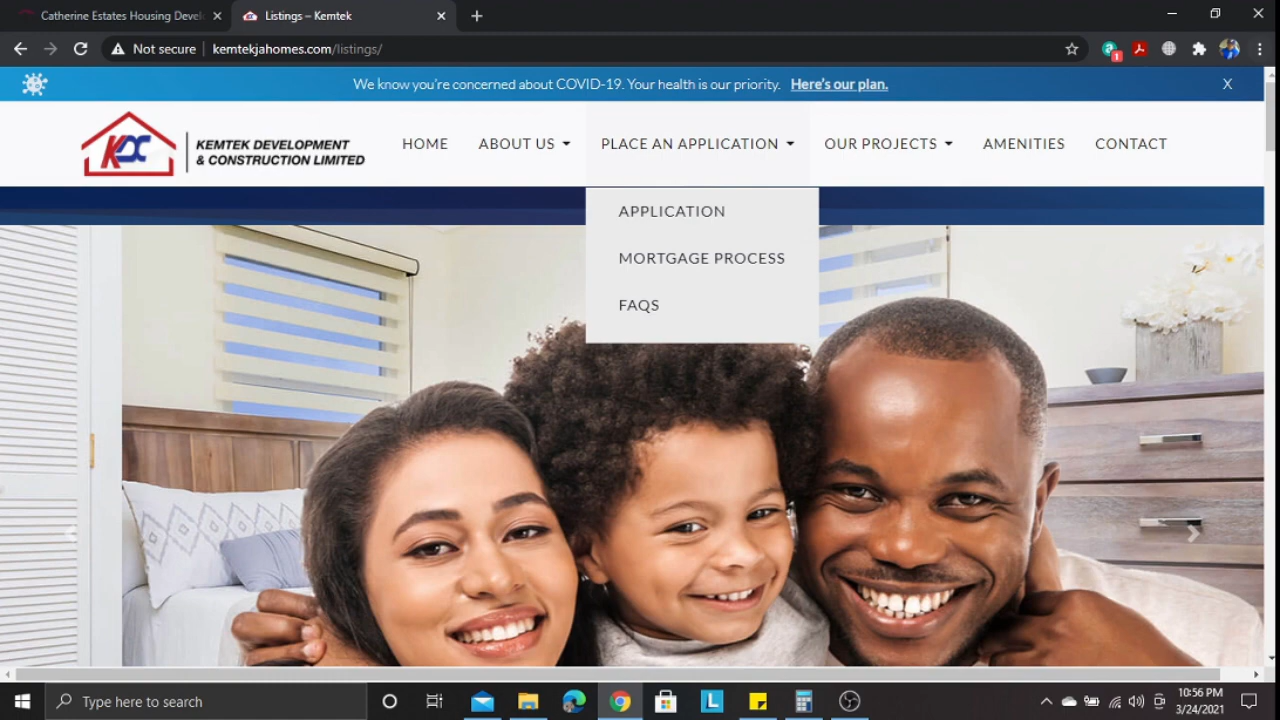 Catherine Estates Housing Devel
Listings – Kemtek
Not secure
kemtekjahomes.com/listings/
1
We know you're concerned about COVID-19. Your health is our priority. Here's our plan.
X
KDC
KEMTEK DEVELOPMENT
& CONSTRUCTION LIMITED
HOME
ABOUT US
PLACE AN APPLICATION
OUR PROJECTS
AMENITIES
CONTACT
APPLICATION
MORTGAGE PROCESS
FAQS
Type here to search
L
10:56 PM
3/24/2021